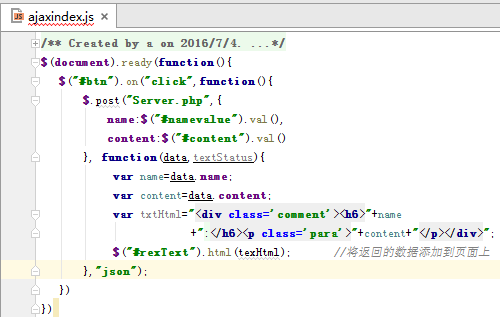 ajaxindex.js
/** Created by a on 2016/7/4. ...*/
$(document).ready(function(){
$("#btn").on("click",function(){
$.post("Server.php",{
name:$("#namevalue").val(),
content:$("#content").val()
}, function(data,textStatus){
var name=data.name;
var content=data.content;
var txtHtml="<div class='comment'><h6>"+name
+":</h6><p class='para'>"+content+"</p></div>";
$("#rexText").html(texHtml); //将返回的数据添加到页面上
},"json");
})
})